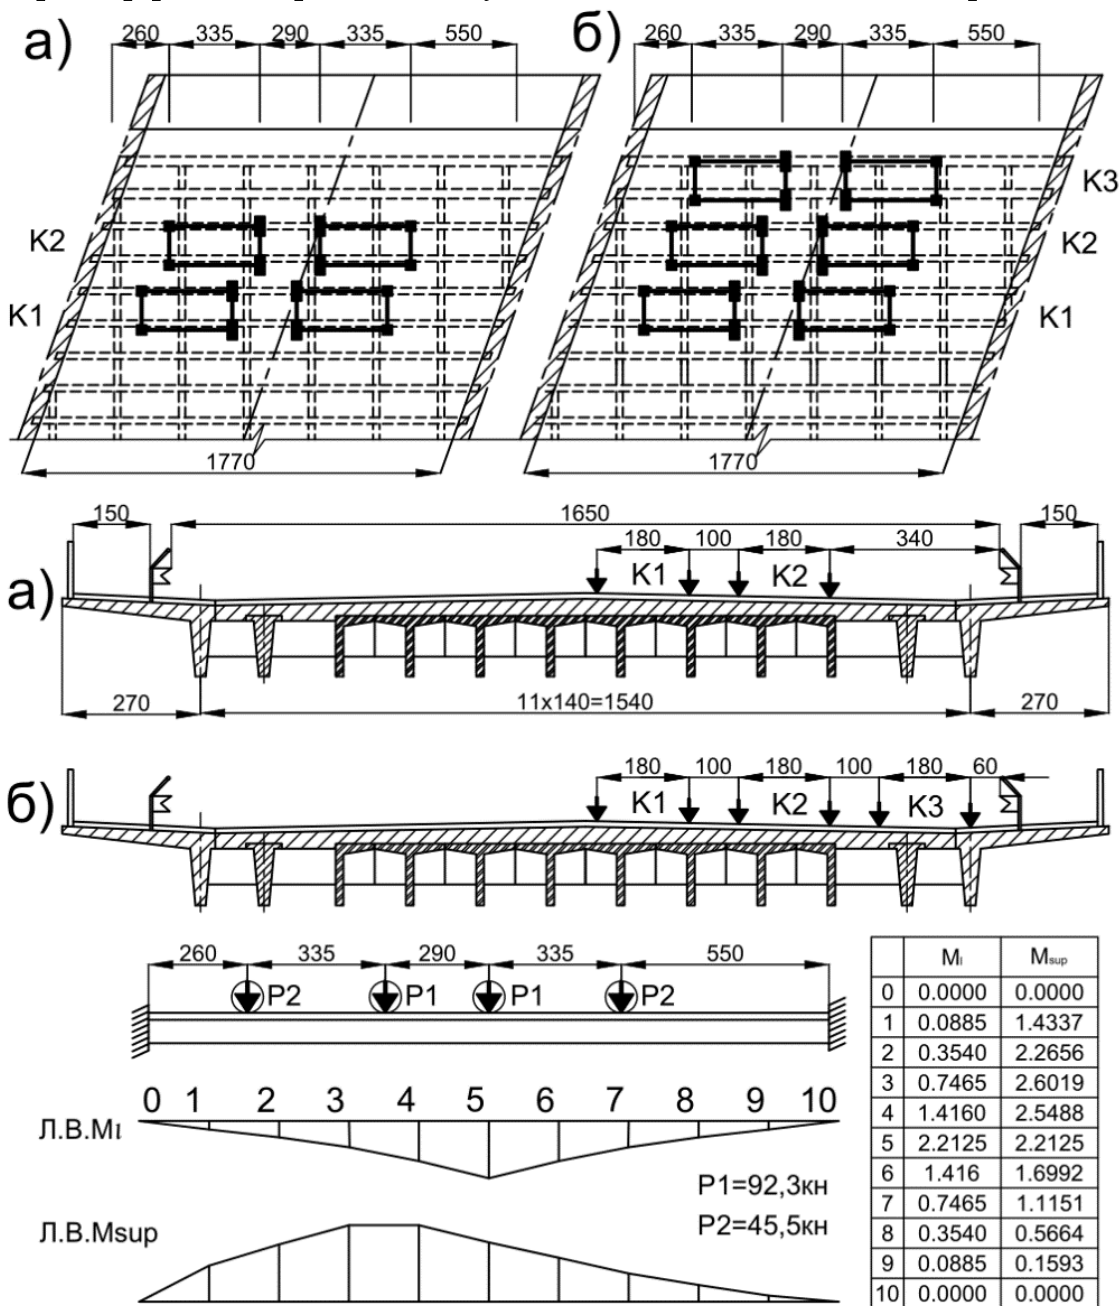 а)
260 335 290 335 550
б)
260 335 290 335 550
K2
K1
K3
K2
K1
1770
1770
а)
150 1650 150
180 100 180 340
K1 K2
270 11x140=1540 270
б)
180 100 180 100 180 60
K1 K2 K3
260 335 290 335 550
P2 P1 P1 P2
0 1 2 3 4 5 6 7 8 9 10
Л.В.Mı
P1=92,3кн
P2=45,5кн
Л.В.Msup
Mı Msup
0 0.0000 0.0000
1 0.0885 1.4337
2 0.3540 2.2656
3 0.7465 2.6019
4 1.4160 2.5488
5 2.2125 2.2125
6 1.416 1.6992
7 0.7465 1.1151
8 0.3540 0.5664
9 0.0885 0.1593
10 0.0000 0.0000